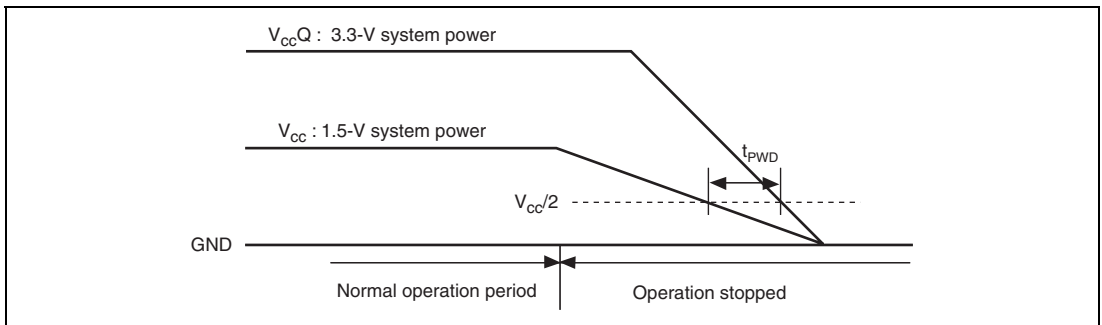 VccQ : 3.3-V system power
Vcc : 1.5-V system power
tPWD
Vcc/2
GND
Normal operation period
Operation stopped